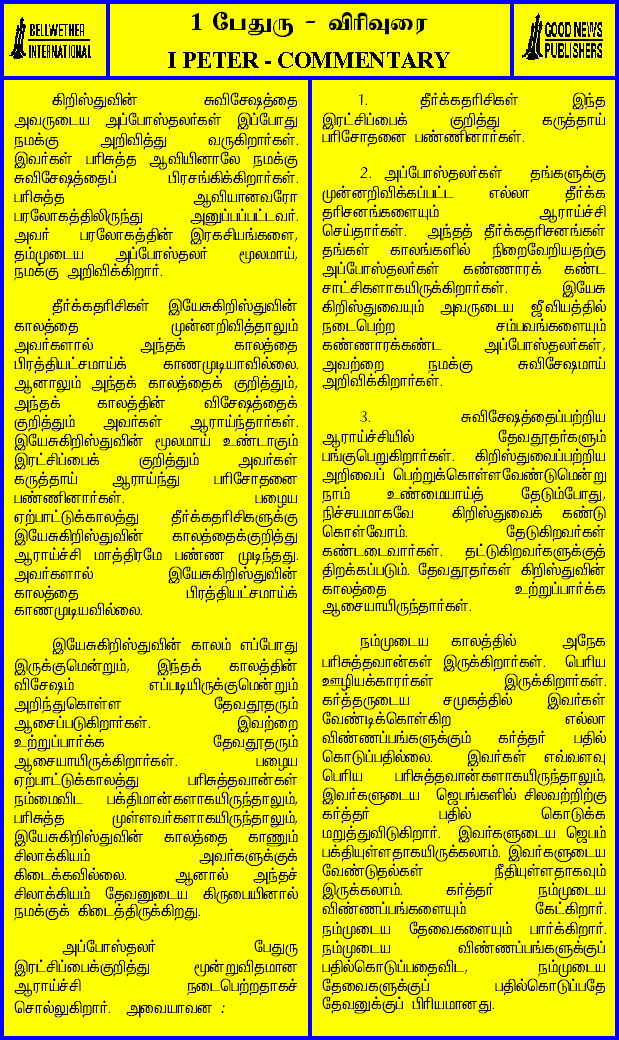 BELLWETHER
INTERNATIONAL
1 பேதுரு - விரிவுரை
I PETER - COMMENTARY
GOOD NEWS
PUBLISHERS
கிறிஸ்துவின் சுவிசேஷத்தை
அவருடைய அப்போஸ்தலர்கள் இப்போது
நமக்கு அறிவித்து வருகிறார்கள்.
இவர்கள் பரிசுத்த ஆவியினாலே நமக்கு
சுவிசேஷத்தைப் பிரசங்கிக்கிறார்கள்.
பரிசுத்த ஆவியானவரோ
பரலோகத்திலிருந்து அனுப்பப்பட்டவர்.
அவர் பரலோகத்தின் இரகசியங்களை,
தம்முடைய அப்போஸ்தலர் மூலமாய்,
நமக்கு அறிவிக்கிறார்.
தீர்க்கதரிசிகள் இயேசுகிறிஸ்துவின்
காலத்தை முன்னறிவித்தாலும்
அவர்களால் அந்தக் காலத்தை
பிரத்தியட்சமாய்க் காணமுடியாவில்லை.
ஆனாலும் அந்தக் காலத்தைக் குறித்தும்,
அந்தக் காலத்தின் விசேஷத்தைக்
குறித்தும் அவர்கள் ஆராய்ந்தார்கள்.
இயேசுகிறிஸ்துவின் மூலமாய் உண்டாகும்
இரட்சிப்பைக் குறித்தும் அவர்கள்
கருத்தாய் ஆராய்ந்து பரிசோதனை
பண்ணினார்கள். பழைய
ஏற்பாட்டுக்காலத்து தீர்க்கதரிசிகளுக்கு
இயேசுகிறிஸ்துவின் காலத்தைக்குறித்து
ஆராய்ச்சி மாத்திரமே பண்ண முடிந்தது.
அவர்களால் இயேசுகிறிஸ்துவின்
காலத்தை பிரத்தியட்சமாய்க்
காணமுடியவில்லை.
இயேசுகிறிஸ்துவின் காலம் எப்போது
இருக்குமென்றும், இந்தக் காலத்தின்
விசேஷம் எப்படியிருக்குமென்றும்
அறிந்துகொள்ள தேவதூதரும்
ஆசைப்படுகிறார்கள். இவற்றை
உற்றுப்பார்க்க தேவதூதரும்
ஆசையாயிருக்கிறார்கள். பழைய
ஏற்பாட்டுக்காலத்து பரிசுத்தவான்கள்
நம்மைவிட பக்திமான்களாகயிருந்தாலும்,
பரிசுத்த முள்ளவர்களாகயிருந்தாலும்,
இயேசுகிறிஸ்துவின் காலத்தை காணும்
சிலாக்கியம் அவர்களுக்குக்
கிடைக்கவில்லை. ஆனால் அந்தச்
சிலாக்கியம் தேவனுடைய கிருபையினால்
நமக்குக் கிடைத்திருக்கிறது.
அப்போஸ்தலர் பேதுரு
இரட்சிப்பைக்குறித்து மூன்றுவிதமான
ஆராய்ச்சி நடைபெற்றதாகச்
சொல்லுகிறார். அவையாவன :
1. தீர்க்கதரிசிகள் இந்த
இரட்சிப்பைக் குறித்து கருத்தாய்
பரிசோதனை பண்ணினார்கள்.
2. அப்போஸ்தலர்கள் தங்களுக்கு
முன்னறிவிக்கப்பட்ட எல்லா தீர்க்க
தரிசனங்களையும் ஆராய்ச்சி
செய்தார்கள். அந்தத் தீர்க்கதரிசனங்கள்
தங்கள் காலங்களில் நிறைவேறியதற்கு
அப்போஸ்தலர்கள் கண்ணாரக் கண்ட
சாட்சிகளாகயிருக்கிறார்கள். இயேசு
கிறிஸ்துவையும் அவருடைய ஜீவியத்தில்
நடைபெற்ற சம்பவங்களையும்
கண்ணாரக்கண்ட அப்போஸ்தலர்கள்,
அவற்றை நமக்கு சுவிசேஷமாய்
அறிவிக்கிறார்கள்.
3. சுவிசேஷத்தைப்பற்றிய
ஆராய்ச்சியில் தேவதூதர்களும்
பங்குபெறுகிறார்கள். கிறிஸ்துவைப்பற்றிய
அறிவைப் பெற்றுக்கொள்ளவேண்டுமென்று
நாம் உண்மையாய்த் தேடும்போது,
நிச்சயமாகவே கிறிஸ்துவைக் கண்டு
கொள்வோம். தேடுகிறவர்கள்
கண்டடைவார்கள். தட்டுகிறவர்களுக்குத்
திறக்கப்படும். தேவதூதர்கள் கிறிஸ்துவின்
காலத்தை உற்றுப்பார்க்க
ஆசையாயிருந்தார்கள்.
நம்முடைய காலத்தில் அநேக
பரிசுத்தவான்கள் இருக்கிறார்கள். பெரிய
ஊழியக்காரர்கள் இருக்கிறார்கள்.
கர்த்தருடைய சமுகத்தில் இவர்கள்
வேண்டிக்கொள்கிற எல்லா
விண்ணப்பங்களுக்கும் கர்த்தர் பதில்
கொடுப்பதில்லை. இவர்கள் எவ்வளவு
பெரிய பரிசுத்தவான்களாகயிருந்தாலும்,
இவர்களுடைய ஜெபங்களில் சிலவற்றிற்கு
கர்த்தர் பதில் கொடுக்க
மறுத்துவிடுகிறார். இவர்களுடைய ஜெபம்
பக்தியுள்ளதாகயிருக்கலாம். இவர்களுடைய
வேண்டுதல்கள் நீதியுள்ளதாகவும்
இருக்கலாம். கர்த்தர் நம்முடைய
விண்ணப்பங்களையும் கேட்கிறார்.
நம்முடைய தேவைகளையும் பார்க்கிறார்.
நம்முடைய விண்ணப்பங்களுக்குப்
பதில்கொடுப்பதைவிட, நம்முடைய
தேவைகளுக்குப் பதில்கொடுப்பதே
தேவனுக்குப் பிரியமானது.